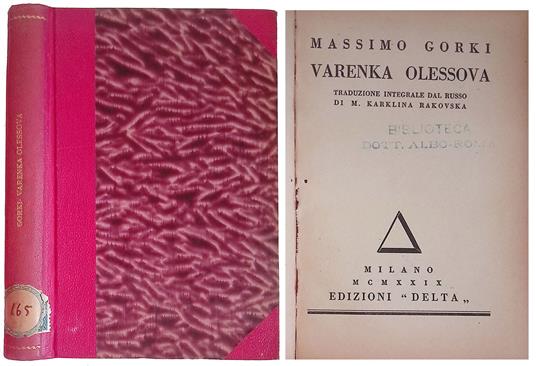 GORKI - VARENKA OLESSOVA
165
MASSIMO GORKI
VARENKA OLESSOVA
TRADUZIONE INTEGRALE DAL RUSSO
DI M. KARKLINA RAKOVSKA
BIBLIOTECA
DOTT. ALBO-ROMA
MILANO
MCMXXIX
EDIZIONI "DELTA„